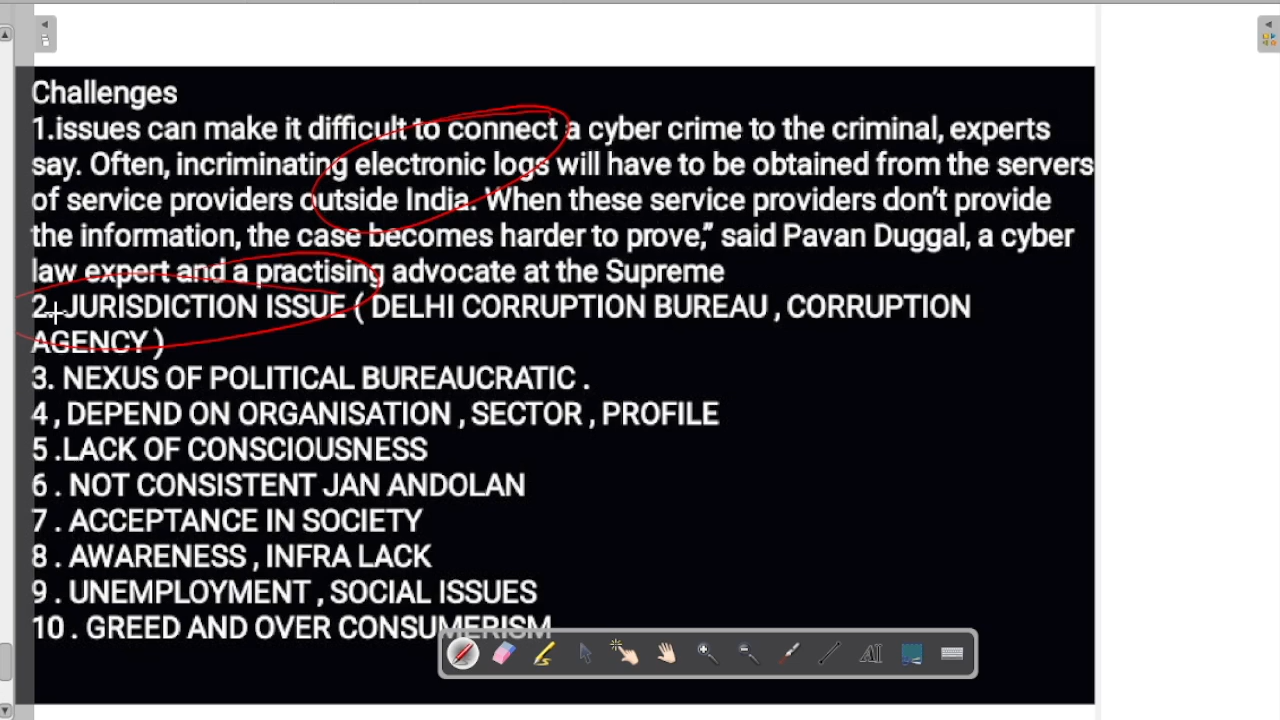 Challenges
1.issues can make it difficult to connect a cyber crime to the criminal, experts
say. Often, incriminating electronic logs will have to be obtained from the servers
of service providers outside India. When these service providers don’t provide
the information, the case becomes harder to prove,” said Pavan Duggal, a cyber
law expert and a practising advocate at the Supreme
2. JURISDICTION ISSUE ( DELHI CORRUPTION BUREAU , CORRUPTION
AGENCY )
3. NEXUS OF POLITICAL BUREAUCRATIC .
4 , DEPEND ON ORGANISATION , SECTOR , PROFILE
5 .LACK OF CONSCIOUSNESS
6 . NOT CONSISTENT JAN ANDOLAN
7 . ACCEPTANCE IN SOCIETY
8 . AWARENESS , INFRA LACK
9 . UNEMPLOYMENT , SOCIAL ISSUES
10 . GREED AND OVER CONSUMERISM